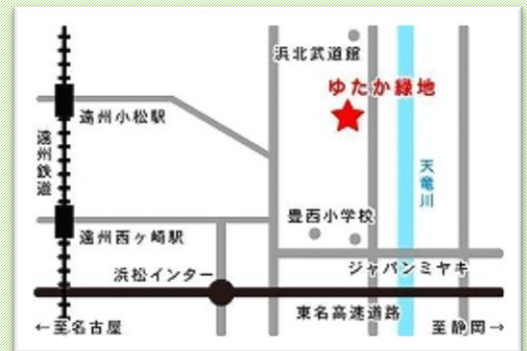 浜北武道館
ゆたか緑地
遠州小松駅
遠州鉄道
天竜川
豊西小学校
遠州西ヶ崎駅
浜松インター
ジャパンミヤキ
東名高速道路
←至名古屋
至静岡→